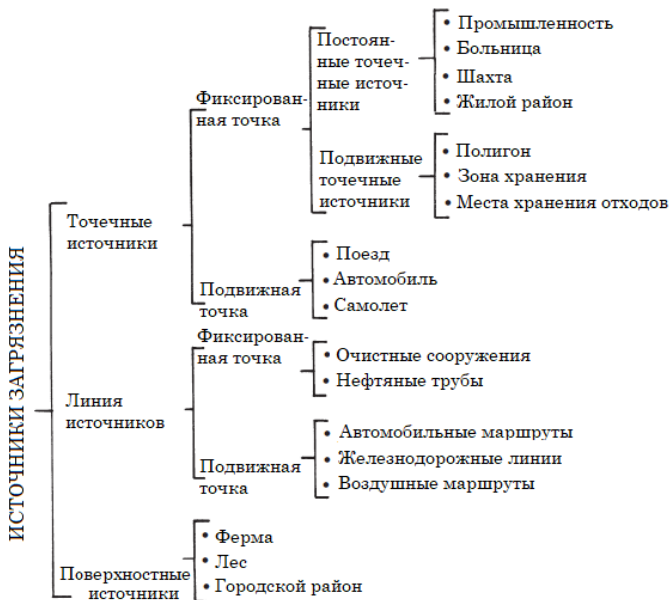 ИСТОЧНИКИ ЗАГРЯЗНЕНИЯ
Точечные
источники
Фиксирован-
ная точка
Постоян-
ные точеч-
ные источ-
ники
• Промышленность
• Больница
• Шахта
• Жилой район
Подвижные
точечные
источники
• Полигон
• Зона хранения
• Места хранения отходов
Подвижная
точка
• Поезд
• Автомобиль
• Самолет
Линия
источников
Фиксирован-
ная точка
• Очистные сооружения
• Нефтяные трубы
Подвижная
точка
• Автомобильные маршруты
• Железнодорожные линии
• Воздушные маршруты
Поверхностные
источники
• Ферма
• Лес
• Городской район